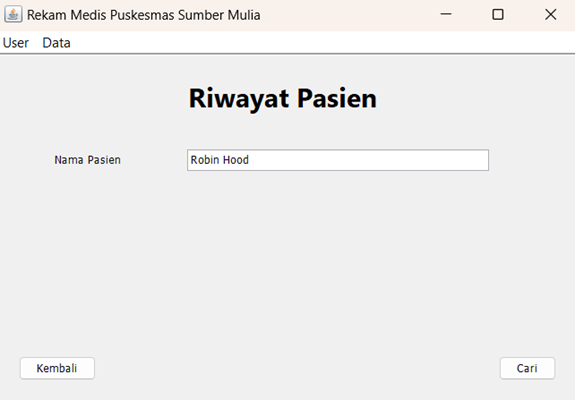 Rekam Medis Puskesmas Sumber Mulia
User Data
Riwayat Pasien
Nama Pasien Robin Hood
Kembali Cari